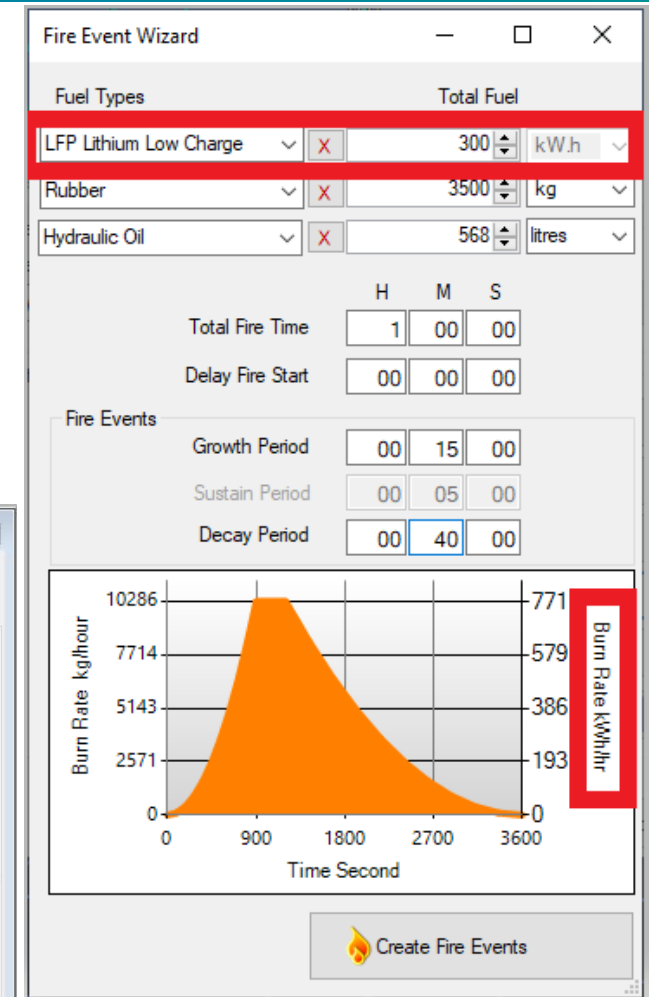 Fire Event Wizard
Fuel Types Total Fuel
LFP Lithium Low Charge X 300 kW.h
Rubber X 3500 kg
Hydraulic Oil X 568 litres
H M S
Total Fire Time 1 00 00
Delay Fire Start 00 00 00
Fire Events
Growth Period 00 15 00
Sustain Period 00 05 00
Decay Period 00 40 00
Burn Rate kg/hour
10286 771
7714 579
5143 386
2571 193
0 0
Burn Rate kWh/hr
0 900 1800 2700 3600
Time Second
Create Fire Events